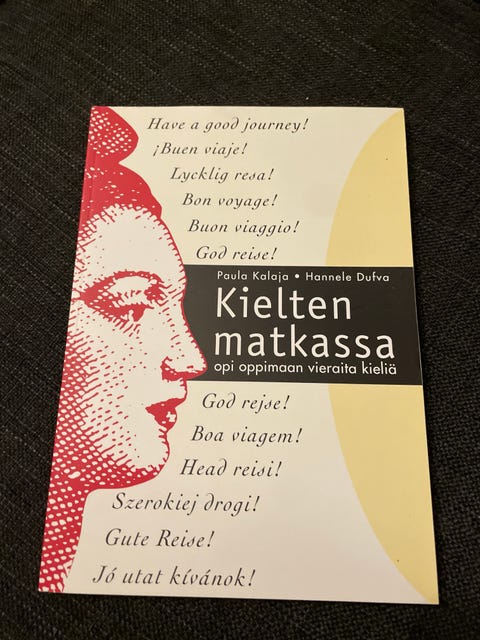 Have a good journey!
¡Buen viaje!
Lycklig resa!
Bon voyage!
Buon viaggio!
God reise!
Paula Kalaja • Hannele Dufva
Kielten
matkassa
opi oppimaan vieraita kieliä
God rejse!
Boa viagem!
Head reisi!
Szerokiej drogi!
Gute Reise!
Jó utat kívánok!